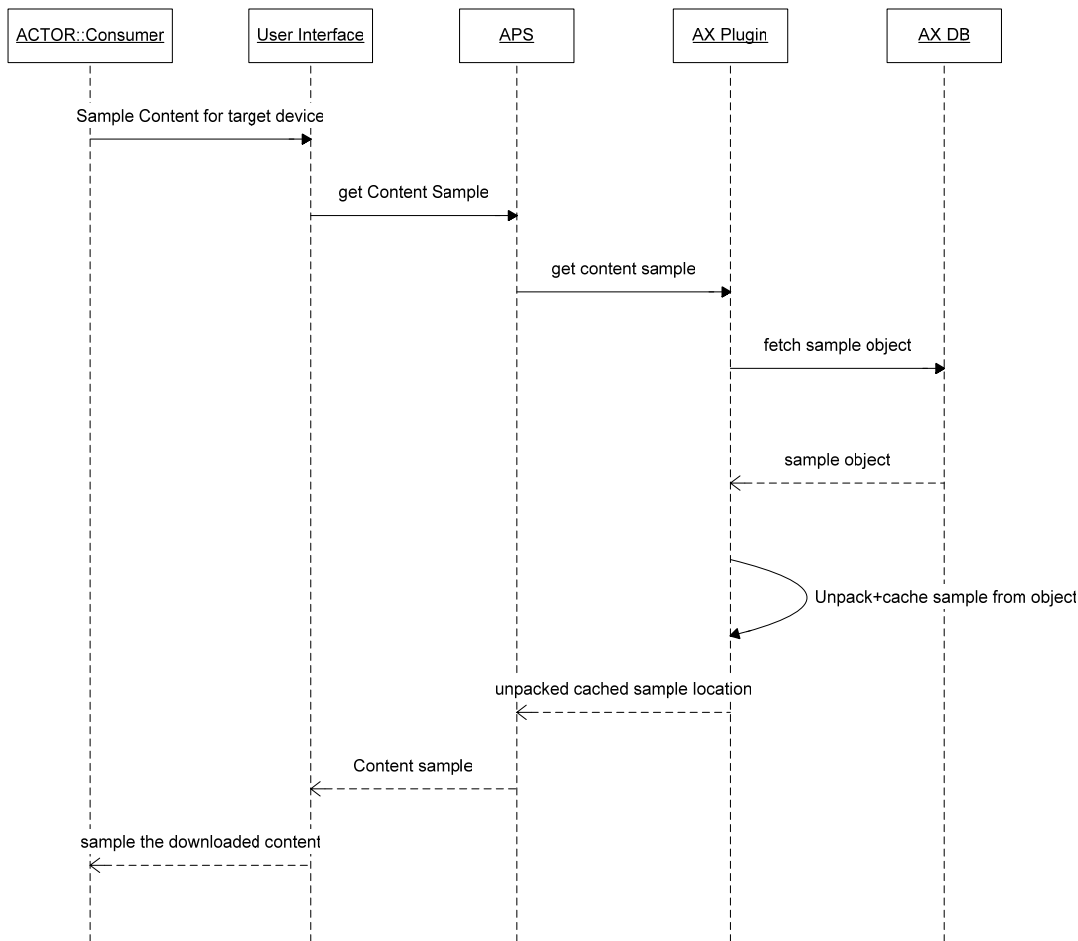 ACTOR::Consumer
User Interface
APS
AX Plugin
AX DB
Sample Content for target device
get Content Sample
get content sample
fetch sample object
sample object
Unpack+cache sample from object
unpacked cached sample location
Content sample
sample the downloaded content